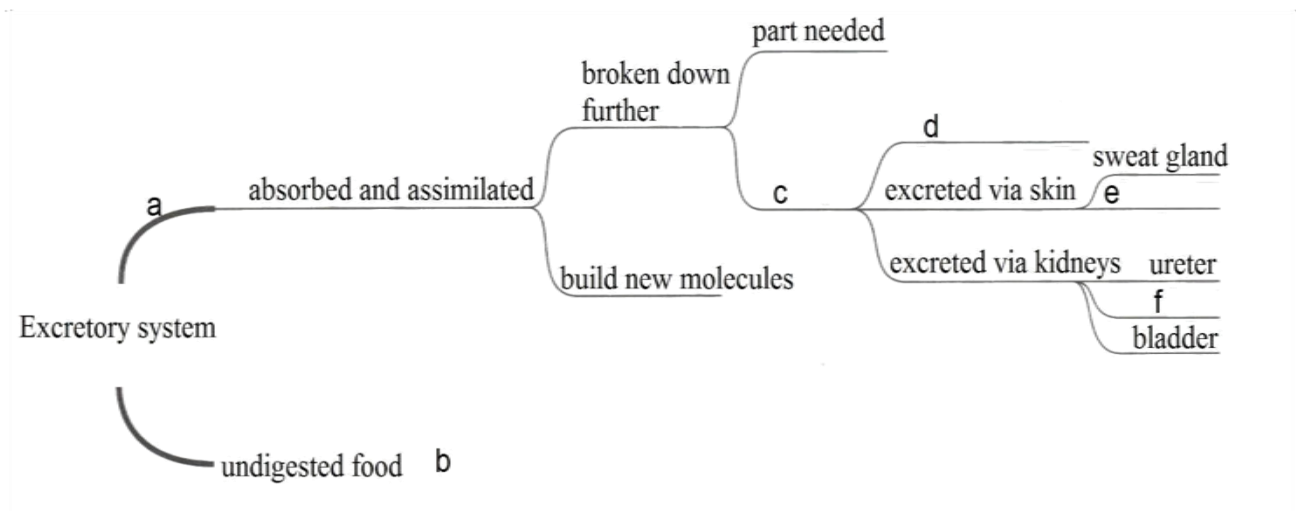 part needed
broken down
further
d
sweat gland
absorbed and assimilated
a
c
excreted via skin
e
excreted via kidneys
ureter
build new molecules
f
bladder
Excretory system
undigested food
b